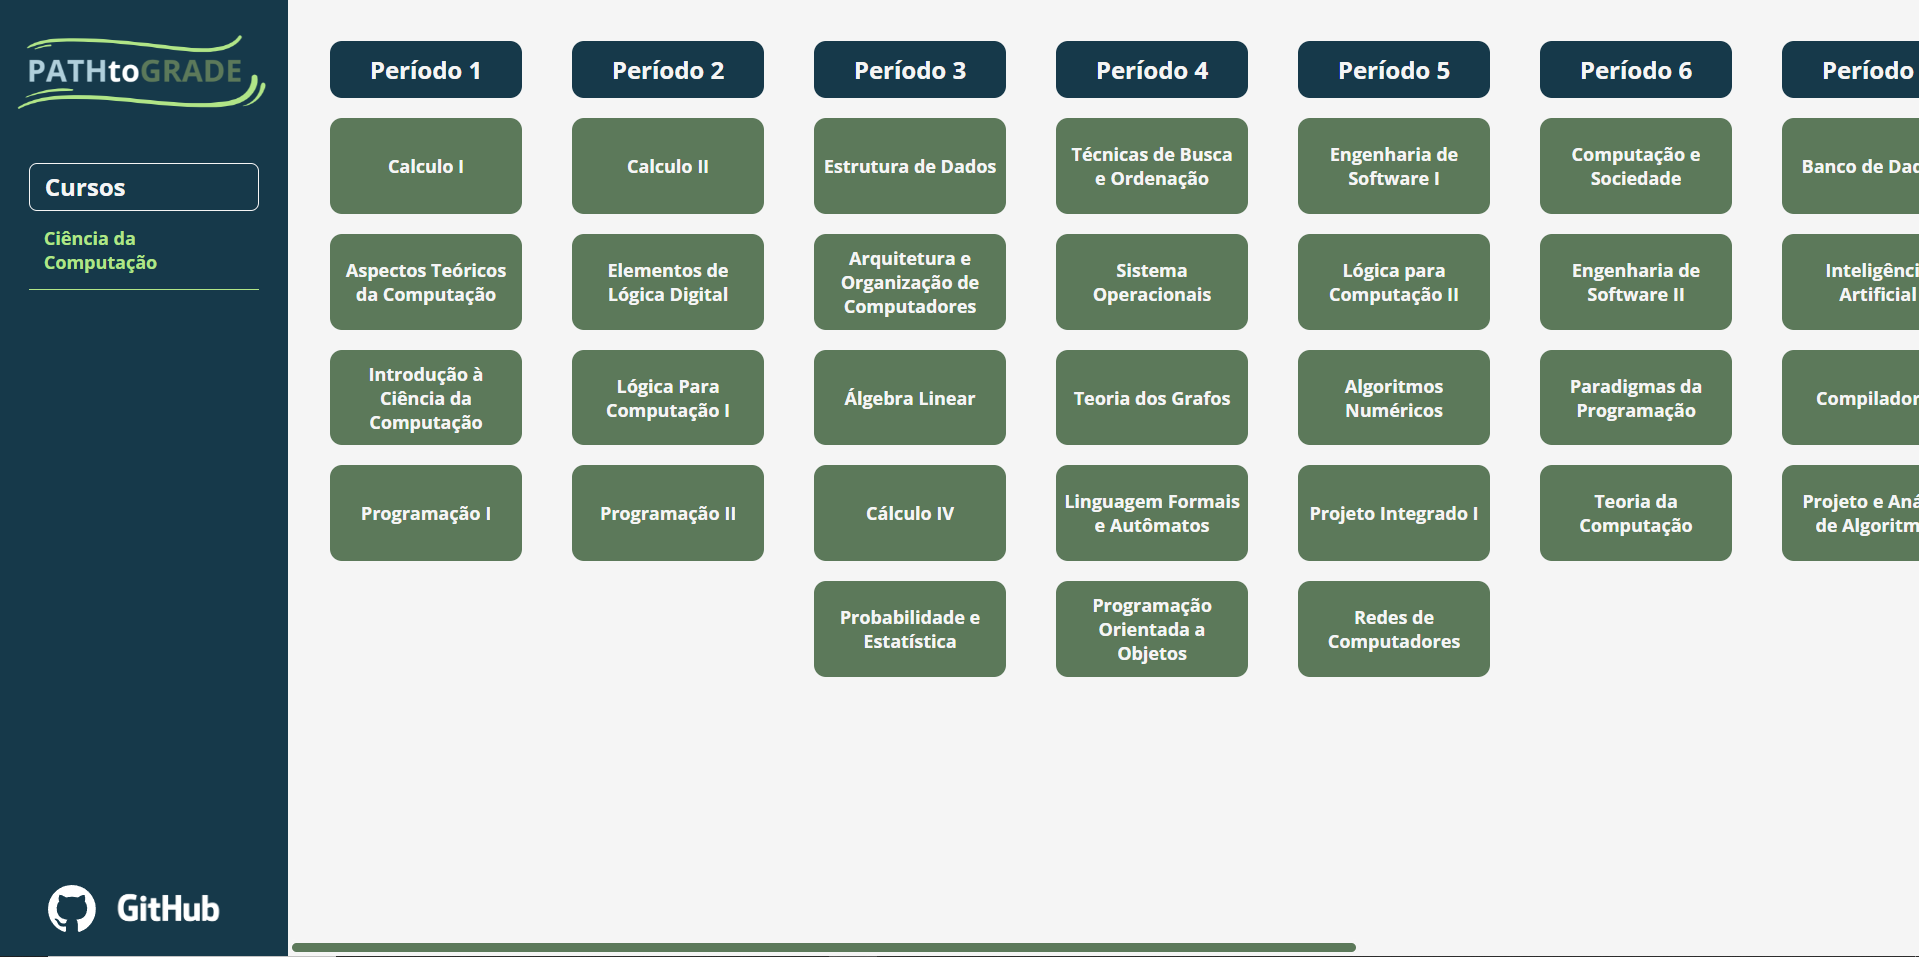 PATHtoGRADE
Cursos
Ciência da
Computação
GitHub
Período 1
Calculo I
Aspectos Teóricos
da Computação
Introdução à
Ciência da
Computação
Programação I
Período 2
Calculo II
Elementos de
Lógica Digital
Lógica Para
Computação I
Programação II
Período 3
Estrutura de Dados
Arquitetura e
Organização de
Computadores
Álgebra Linear
Cálculo IV
Probabilidade e
Estatística
Período 4
Técnicas de Busca
e Ordenação
Sistema
Operacionais
Teoria dos Grafos
Linguagem Formais
e Autômatos
Programação
Orientada a
Objetos
Período 5
Engenharia de
Software I
Lógica para
Computação II
Algoritmos
Numéricos
Projeto Integrado I
Redes de
Computadores
Período 6
Computação e
Sociedade
Engenharia de
Software II
Paradigmas da
Programação
Teoria da
Computação
Período
Banco de Dad
Inteligênci
Artificial
Compilador
Projeto e Aná
de Algoritm